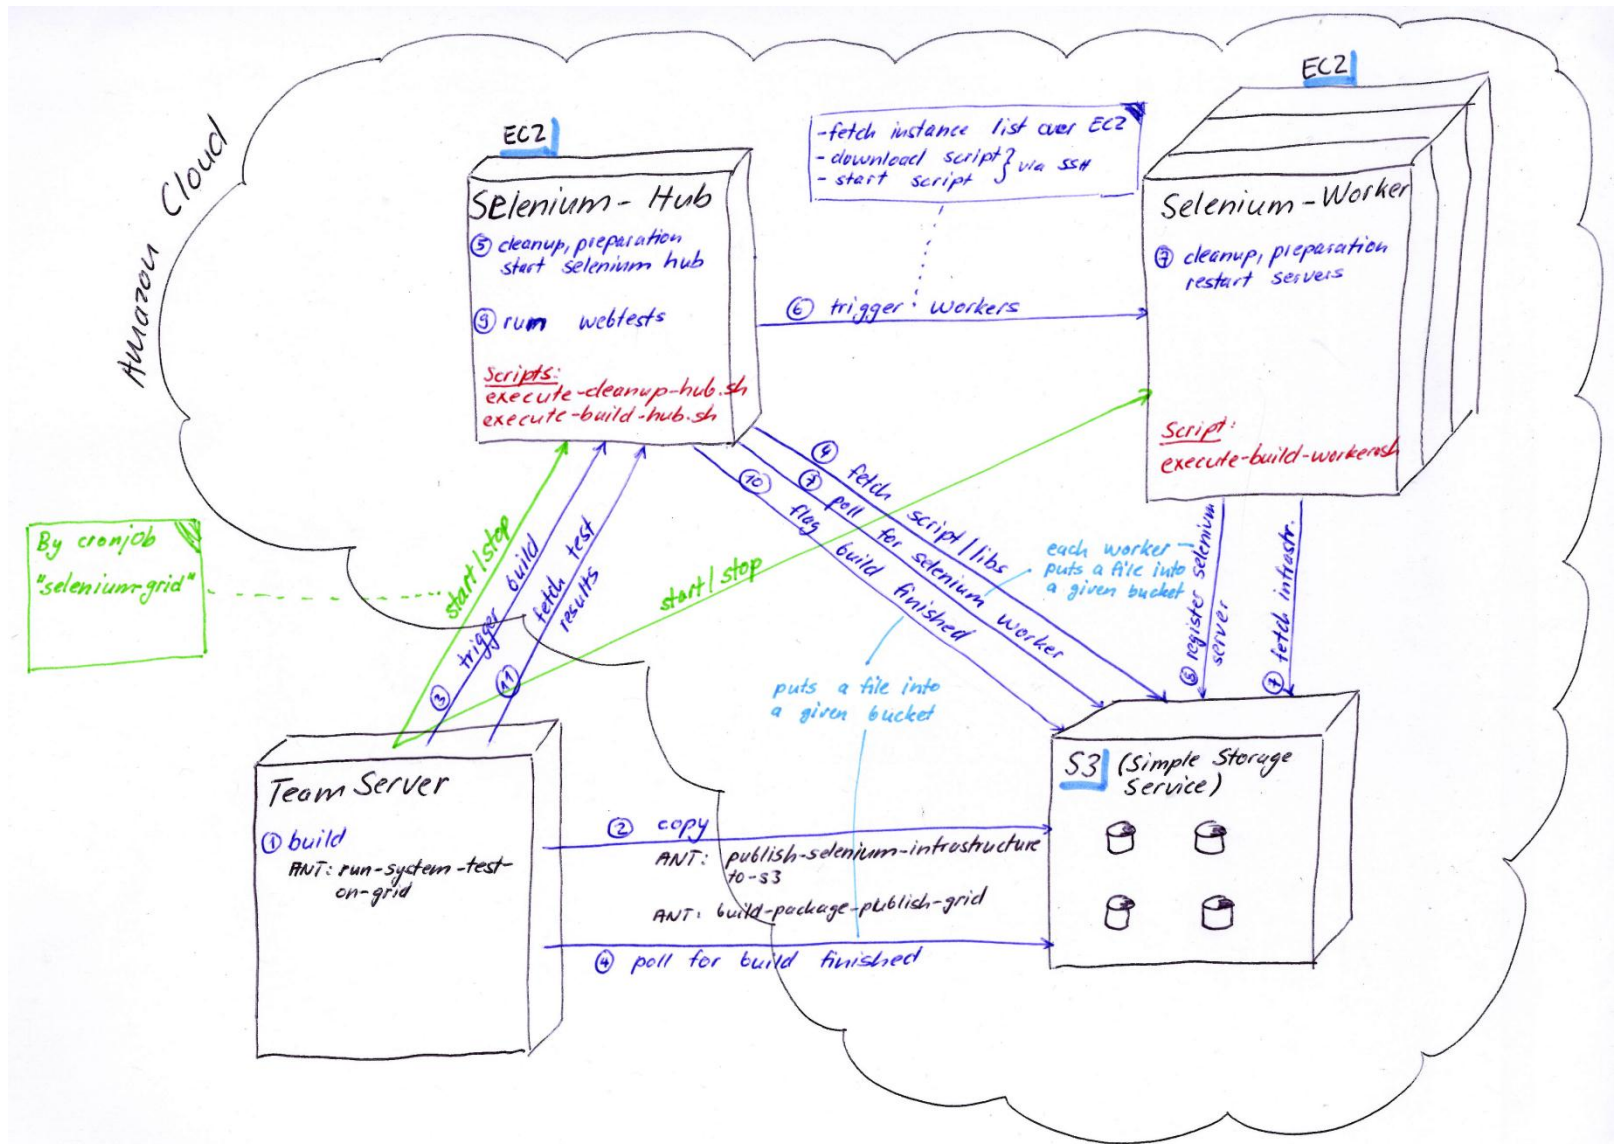 Amazon Cloud
EC2
Selenium-Hub
⑤ cleanup, preparation
start selenium hub
⑨ run webtests
Scripts:
execute-cleanup-hub.sh
execute-build-hub.sh
- fetch instance list over EC2
- download script } via SSH
- start script
⑥ trigger workers
EC2
Selenium-Worker
⑦ cleanup, preparation
restart servers
Script:
execute-build-worker.sh
By cronjob
"selenium-grid"
start/stop
③ trigger build
⑪ fetch test
results
start/stop
④ fetch script/libs
⑦ poll for selenium worker
⑩ flag build finished
each worker
puts a file into
a given bucket
⑧ register selenium
server
⑦ fetch infrastr.
puts a file into
a given bucket
Team Server
① build
ANT: run-system-test-
on-grid
② copy
ANT: publish-selenium-infrastructure
to-s3
ANT: build-package-publish-grid
④ poll for build finished
S3 (Simple Storage
Service)